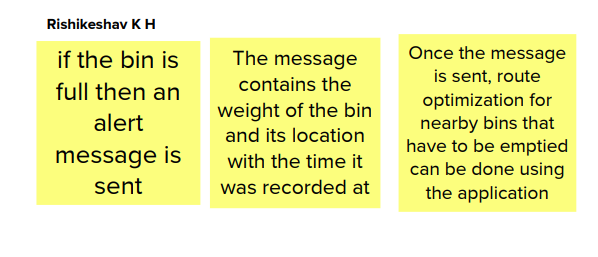 Rishikeshav K H
if the bin is
full then an
alert
message is
sent
The message
contains the
weight of the bin
and its location
with the time it
was recorded at
Once the message
is sent, route
optimization for
nearby bins that
have to be emptied
can be done using
the application